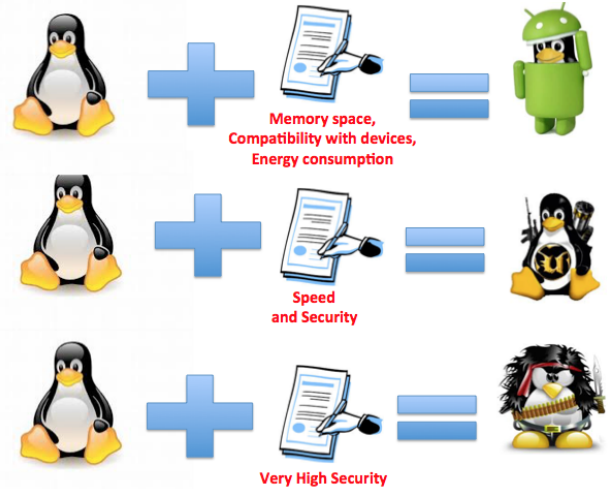 Memory space,
Compatibility with devices,
Energy consumption
Speed
and Security
Very High Security